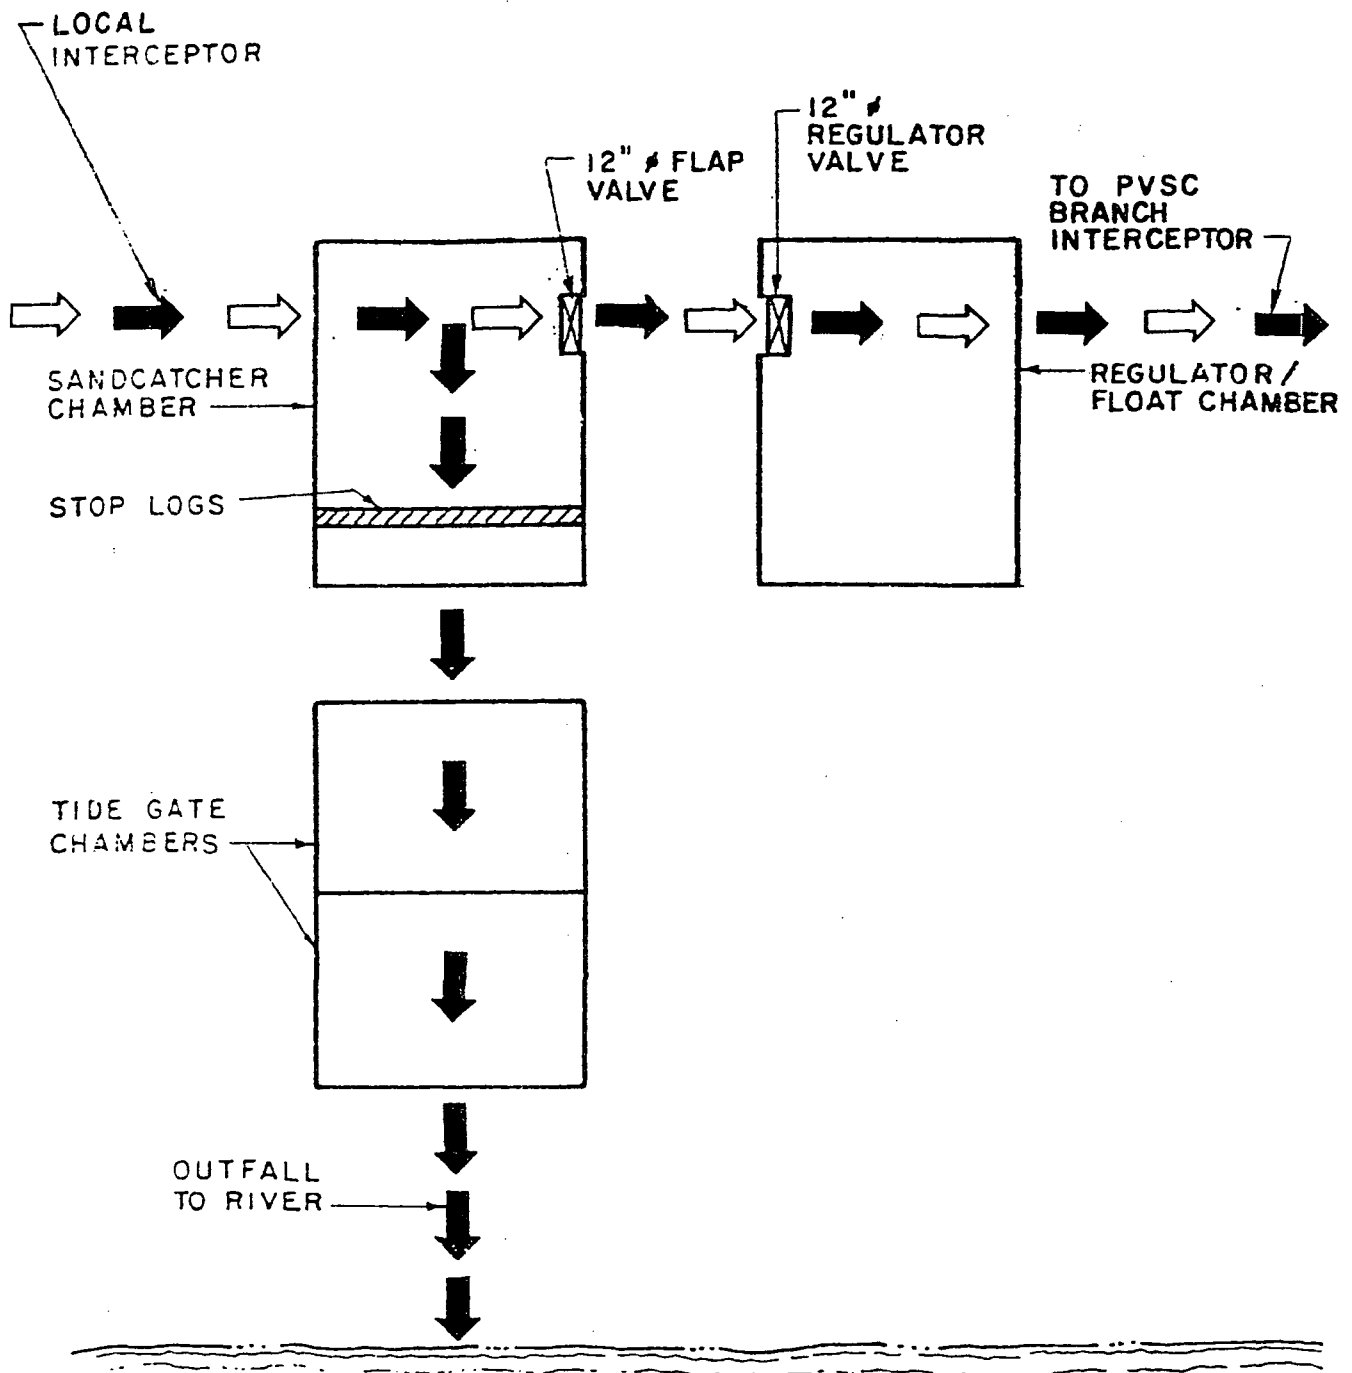 LOCAL
INTERCEPTOR
12" ø
REGULATOR
VALVE
12" ø FLAP
VALVE
TO PVSC
BRANCH
INTERCEPTOR
SANDCATCHER
CHAMBER
REGULATOR/
FLOAT CHAMBER
STOP LOGS
TIDE GATE
CHAMBERS
OUTFALL
TO RIVER